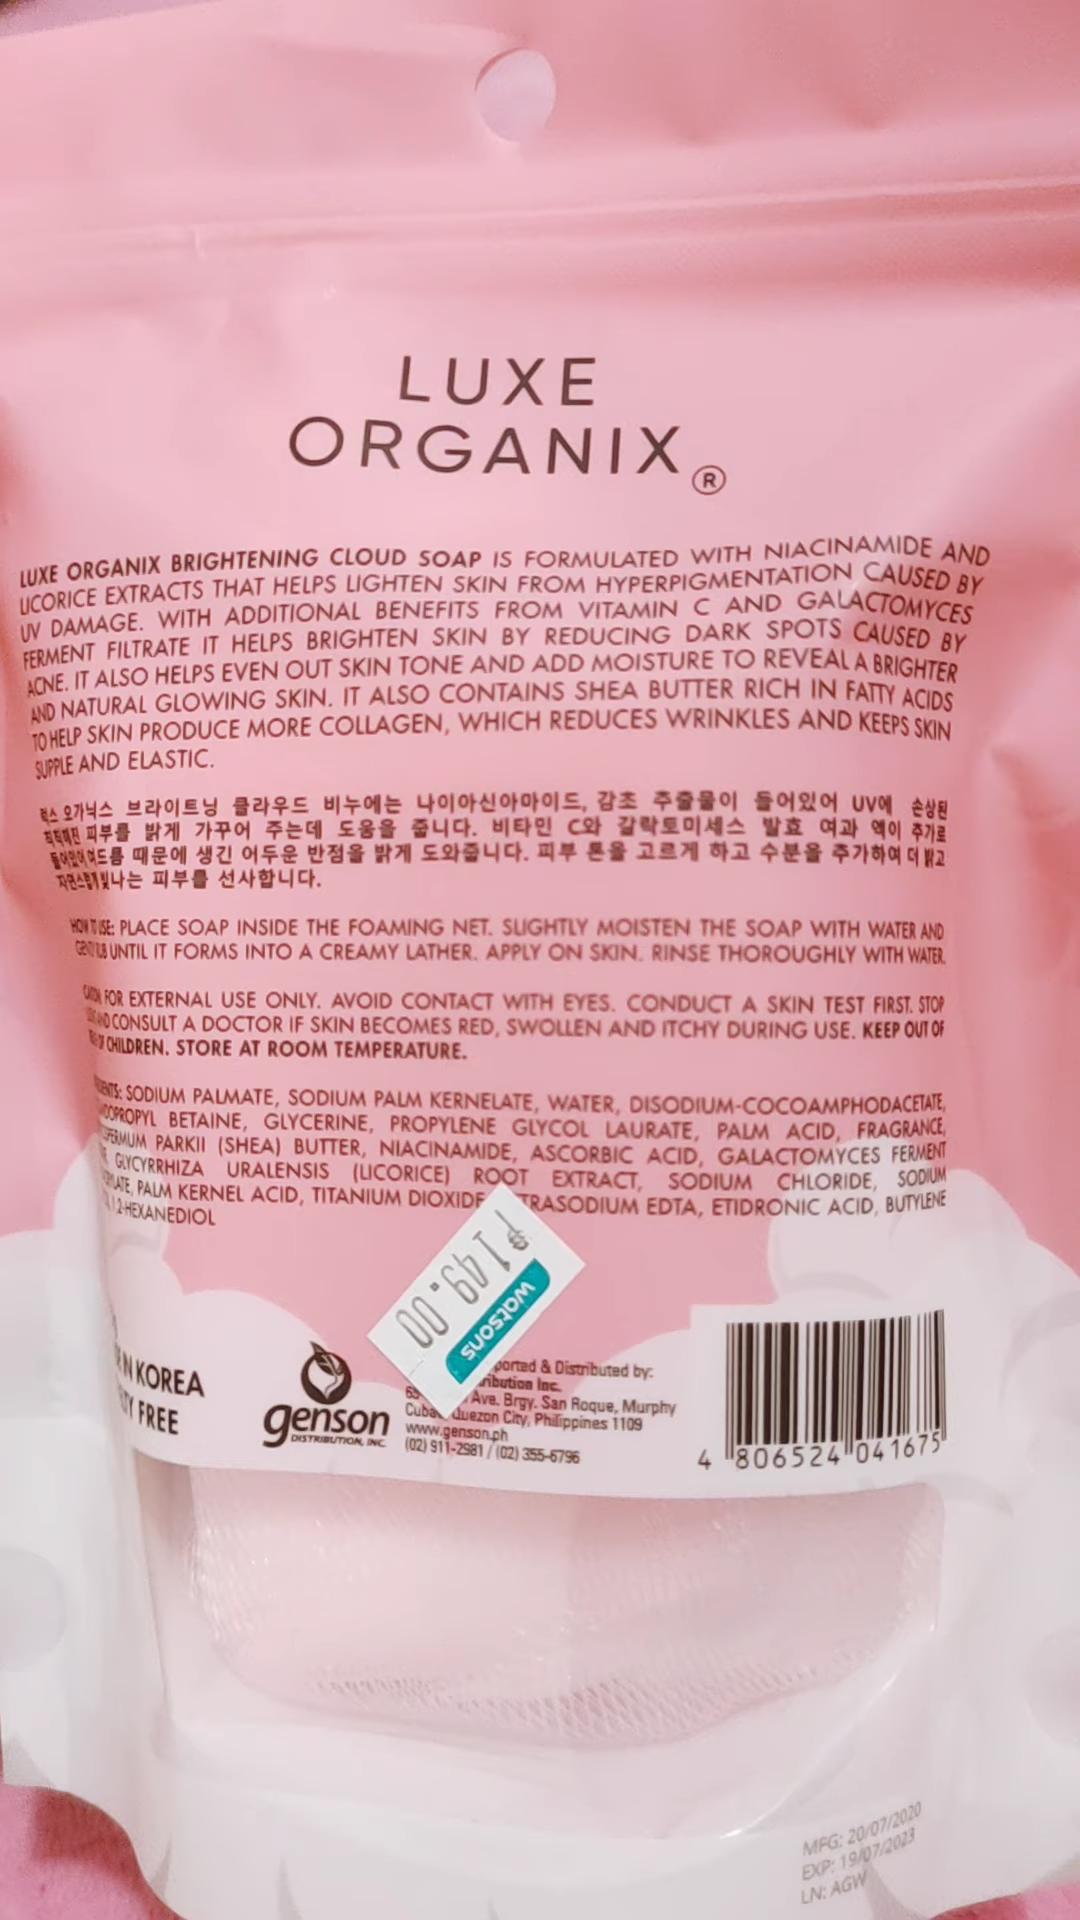 LUXE
ORGANIX®
LUXE ORGANIX BRIGHTENING CLOUD SOAP IS FORMULATED WITH NIACINAMIDE AND
LICORICE EXTRACTS THAT HELPS LIGHTEN SKIN FROM HYPERPIGMENTATION CAUSED BY
UV DAMAGE. WITH ADDITIONAL BENEFITS FROM VITAMIN C AND GALACTOMYCES
FERMENT FILTRATE IT HELPS BRIGHTEN SKIN BY REDUCING DARK SPOTS CAUSED BY
ACNE. IT ALSO HELPS EVEN OUT SKIN TONE AND ADD MOISTURE TO REVEAL A BRIGHTER
AND NATURAL GLOWING SKIN. IT ALSO CONTAINS SHEA BUTTER RICH IN FATTY ACIDS
TO HELP SKIN PRODUCE MORE COLLAGEN, WHICH REDUCES WRINKLES AND KEEPS SKIN
SUPPLE AND ELASTIC.
럭스 오가닉스 브라이트닝 클라우드 비누에는 나이아신아마이드, 감초 추출물이 들어있어 UV에 손상된
피부를 밝게 가꾸어 주는데 도움을 줍니다. 비타민 C와 갈락토미세스 발효 여과 액이 추가로
때문에 생긴 어두운 반점을 밝게 도와줍니다. 피부 톤을 고르게 하고 수분을 추가하여 더 밝고
피부를 선사합니다.
PLACE SOAP INSIDE THE FOAMING NET. SLIGHTLY MOISTEN THE SOAP WITH WATER AND
UNTIL IT FORMS INTO A CREAMY LATHER. APPLY ON SKIN. RINSE THOROUGHLY WITH WATER.
FOR EXTERNAL USE ONLY. AVOID CONTACT WITH EYES. CONDUCT A SKIN TEST FIRST. STOP
CONSULT A DOCTOR IF SKIN BECOMES RED, SWOLLEN AND ITCHY DURING USE. KEEP OUT OF
CHILDREN. STORE AT ROOM TEMPERATURE.
SODIUM PALMATE, SODIUM PALM KERNELATE, WATER, DISODIUM-COCOAMPHODACETATE,
BETAINE, GLYCERINE, PROPYLENE GLYCOL LAURATE, PALM ACID, FRAGRANCE,
PARKII (SHEA) BUTTER, NIACINAMIDE, ASCORBIC ACID, GALACTOMYCES FERMENT
GLYCYRRHIZA URALENSIS (LICORICE) ROOT EXTRACT, SODIUM CHLORIDE, SODIUM
PALM KERNEL ACID, TITANIUM DIOXIDE, TRASODIUM EDTA, ETIDRONIC ACID, BUTYLENE
1,2-HEXANEDIOL
₱149.00
watsons
IN KOREA
FREE
genson
DISTRIBUTION, INC.
ported & Distributed by:
ribution Inc.
Ave. Brgy. San Roque, Murphy
Quezon City, Philippines 1109
www.genson.ph
(02) 911-2981 / (02) 355-6796
4 806524 041675
MFG: 20/07/2020
EXP: 19/07/2023
LN: AGW